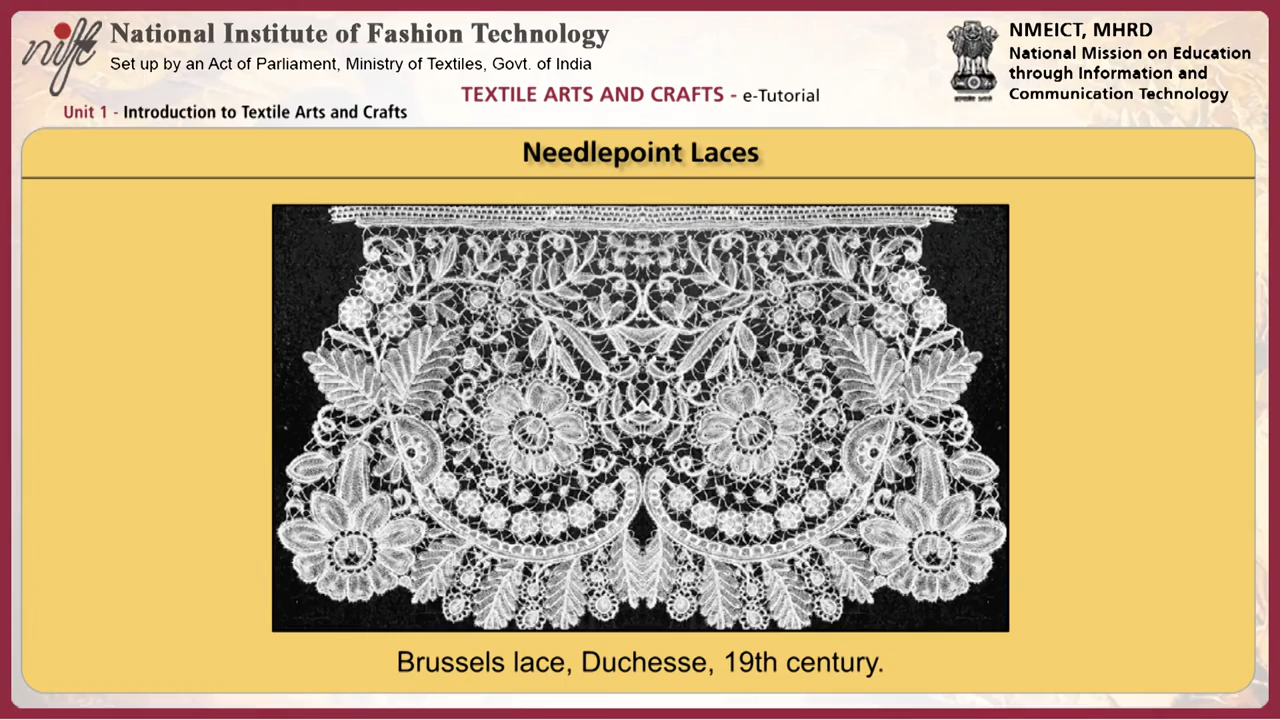 nift
National Institute of Fashion Technology
Set up by an Act of Parliament, Ministry of Textiles, Govt. of India
NMEICT, MHRD
National Mission on Education
through Information and
Communication Technology
TEXTILE ARTS AND CRAFTS - e-Tutorial
Unit 1 - Introduction to Textile Arts and Crafts
Needlepoint Laces
Brussels lace, Duchesse, 19th century.